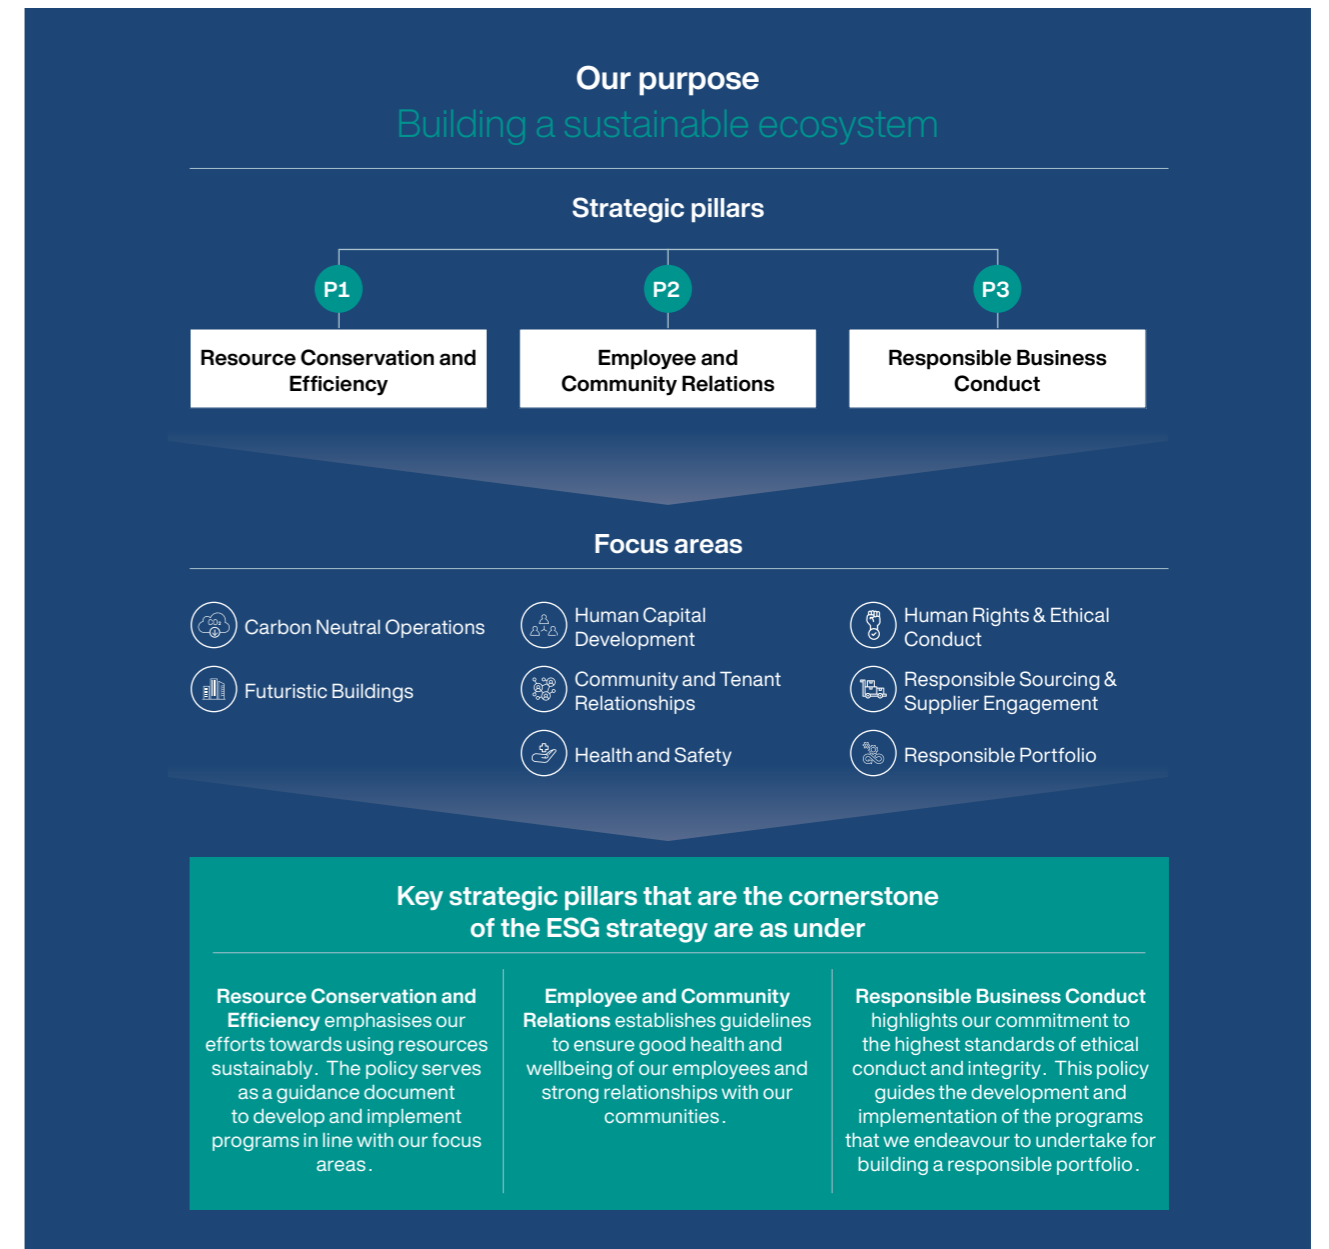 Our purpose
Building a sustainable ecosystem
Strategic pillars
P1
P2
P3
Resource Conservation and
Efficiency
Employee and
Community Relations
Responsible Business
Conduct
Focus areas
CO₂
Carbon Neutral Operations
Futuristic Buildings
Human Capital
Development
Community and Tenant
Relationships
Health and Safety
Human Rights & Ethical
Conduct
Responsible Sourcing &
Supplier Engagement
Responsible Portfolio
Key strategic pillars that are the cornerstone
of the ESG strategy are as under
Resource Conservation and
Efficiency emphasises our
efforts towards using resources
sustainably. The policy serves
as a guidance document
to develop and implement
programs in line with our focus
areas.
Employee and Community
Relations establishes guidelines
to ensure good health and
wellbeing of our employees and
strong relationships with our
communities.
Responsible Business Conduct
highlights our commitment to
the highest standards of ethical
conduct and integrity. This policy
guides the development and
implementation of the programs
that we endeavour to undertake for
building a responsible portfolio.